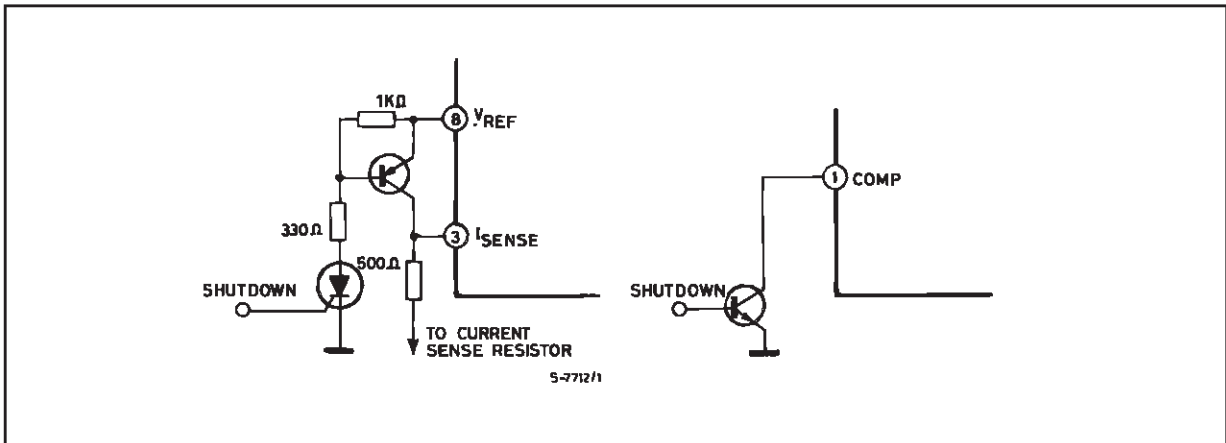 1KΩ
8 VREF
330Ω
3 ISENSE
500Ω
SHUTDOWN
TO CURRENT
SENSE RESISTOR
S-7712/1
1 COMP
SHUTDOWN